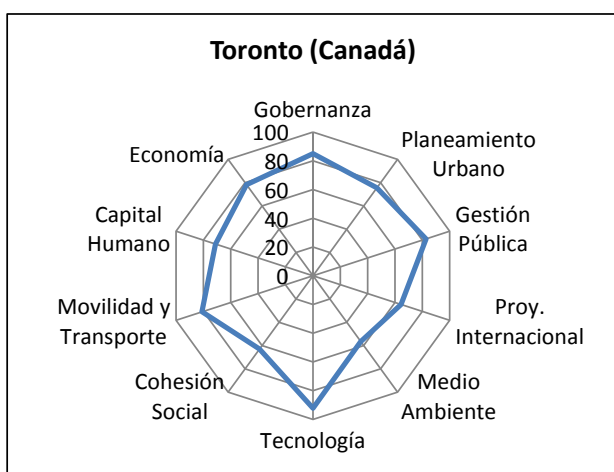 Toronto (Canadá)
Gobernanza
Planeamiento
Urbano
Gestión
Pública
Proy.
Internacional
Medio
Ambiente
Tecnología
Cohesión
Social
Movilidad y
Transporte
Capital
Humano
Economía
100
80
60
40
20
0